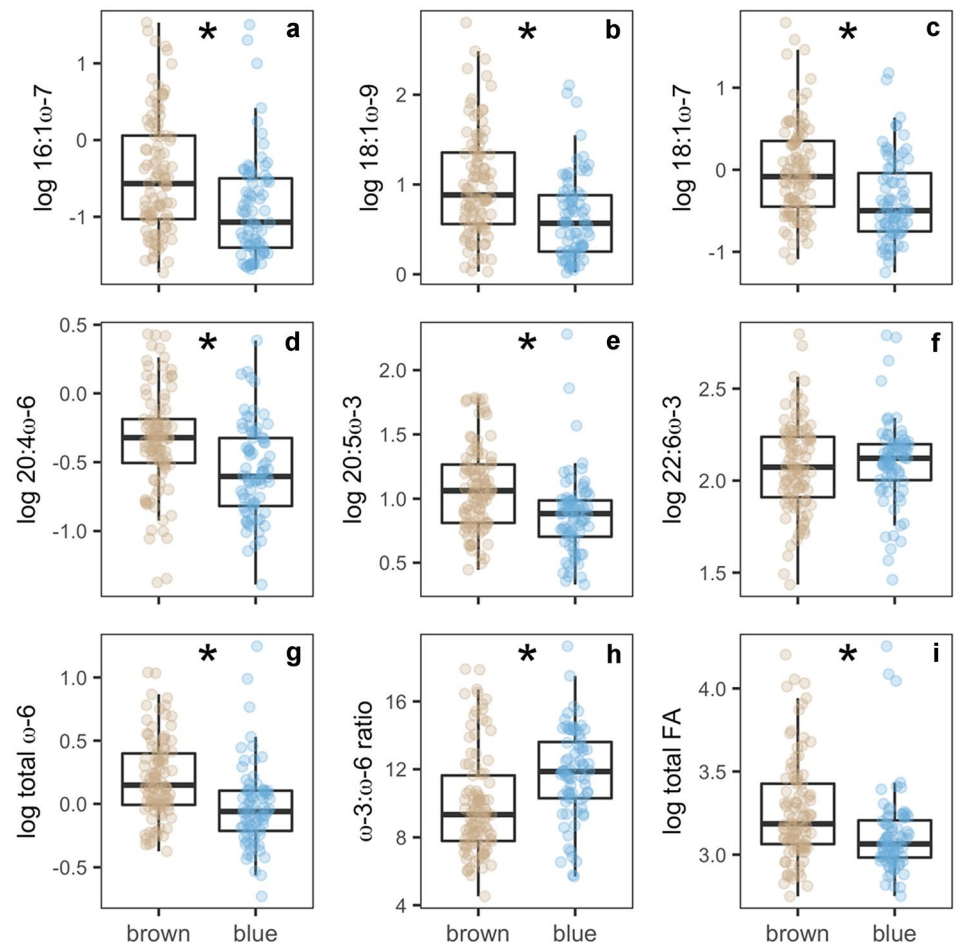 * a
log 16:1ω-7
1
0
-1
* b
log 18:1ω-9
2
1
0
* c
log 18:1ω-7
1
0
-1
* d
log 20:4ω-6
0.5
0.0
-0.5
-1.0
* e
log 20:5ω-3
2.0
1.5
1.0
0.5
f
log 22:6ω-3
2.5
2.0
1.5
* g
log total ω-6
1.0
0.5
0.0
-0.5
brown blue
* h
ω-3:ω-6 ratio
16
12
8
4
brown blue
* i
log total FA
4.0
3.5
3.0
brown blue